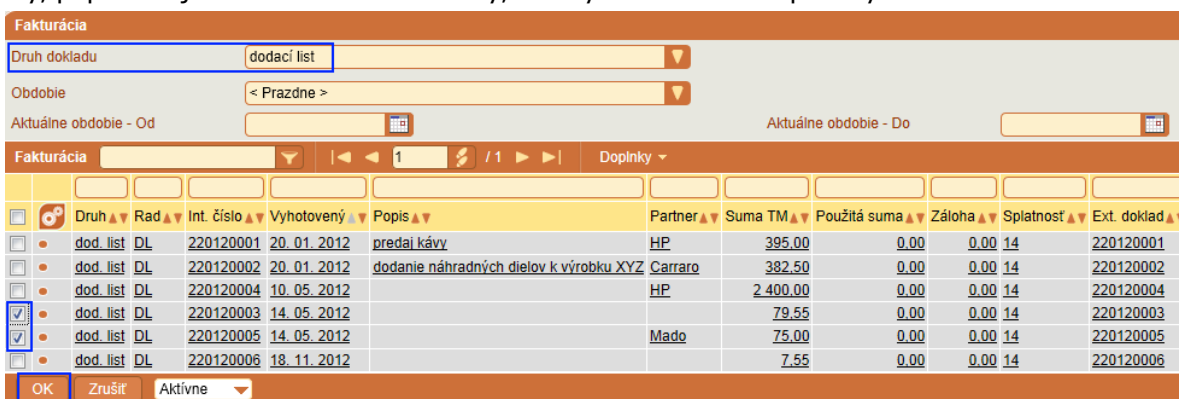 Fakturácia
Druh dokladu dodací list
Obdobie < Prazdne >
Aktuálne obdobie - Od Aktuálne obdobie - Do
Fakturácia 1 / 1 Doplnky
Druh Rad Int. číslo Vyhotovený Popis Partner Suma TM Použitá suma Záloha Splatnosť Ext. doklad
dod. list DL 220120001 20. 01. 2012 predaj kávy HP 395,00 0,00 0,00 14 220120001
dod. list DL 220120002 20. 01. 2012 dodanie náhradných dielov k výrobku XYZ Carraro 382,50 0,00 0,00 14 220120002
dod. list DL 220120004 10. 05. 2012 HP 2 400,00 0,00 0,00 14 220120004
dod. list DL 220120003 14. 05. 2012 79,55 0,00 0,00 14 220120003
dod. list DL 220120005 14. 05. 2012 Mado 75,00 0,00 0,00 14 220120005
dod. list DL 220120006 18. 11. 2012 7,55 0,00 0,00 14 220120006
OK Zrušiť Aktívne